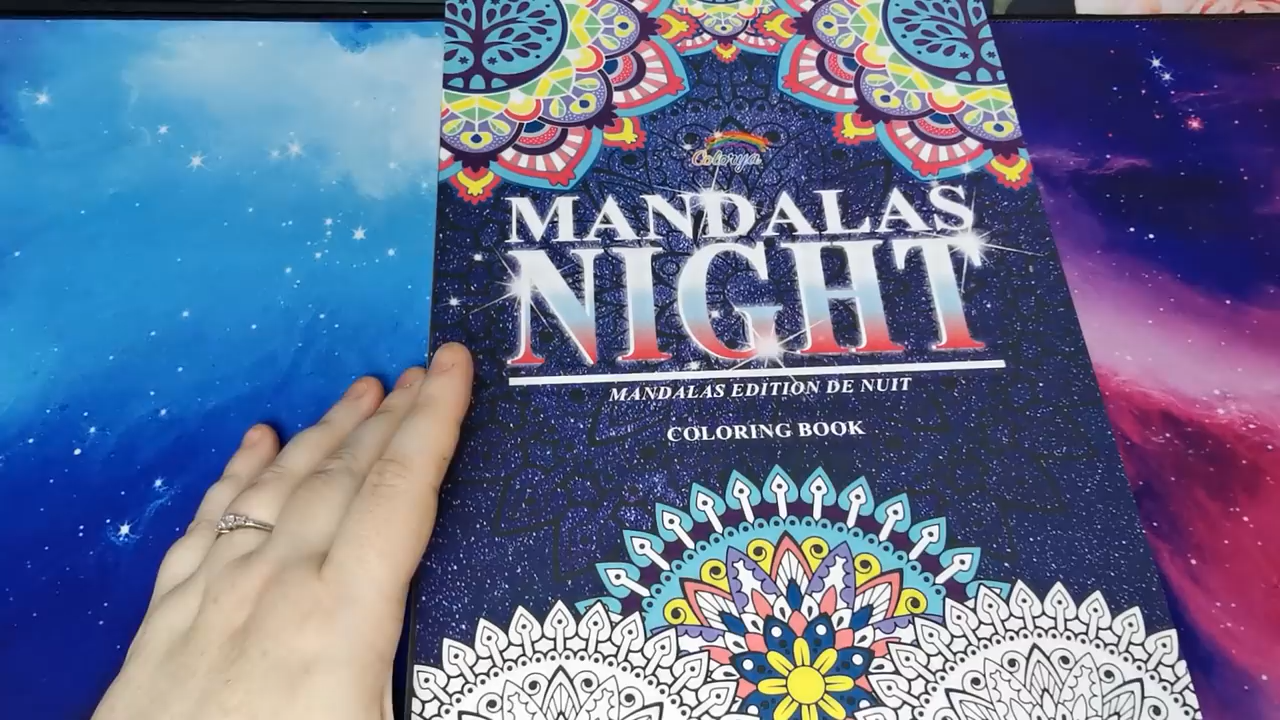 Colorya
MANDALAS
NIGHT
MANDALAS EDITION DE NUIT
COLORING BOOK